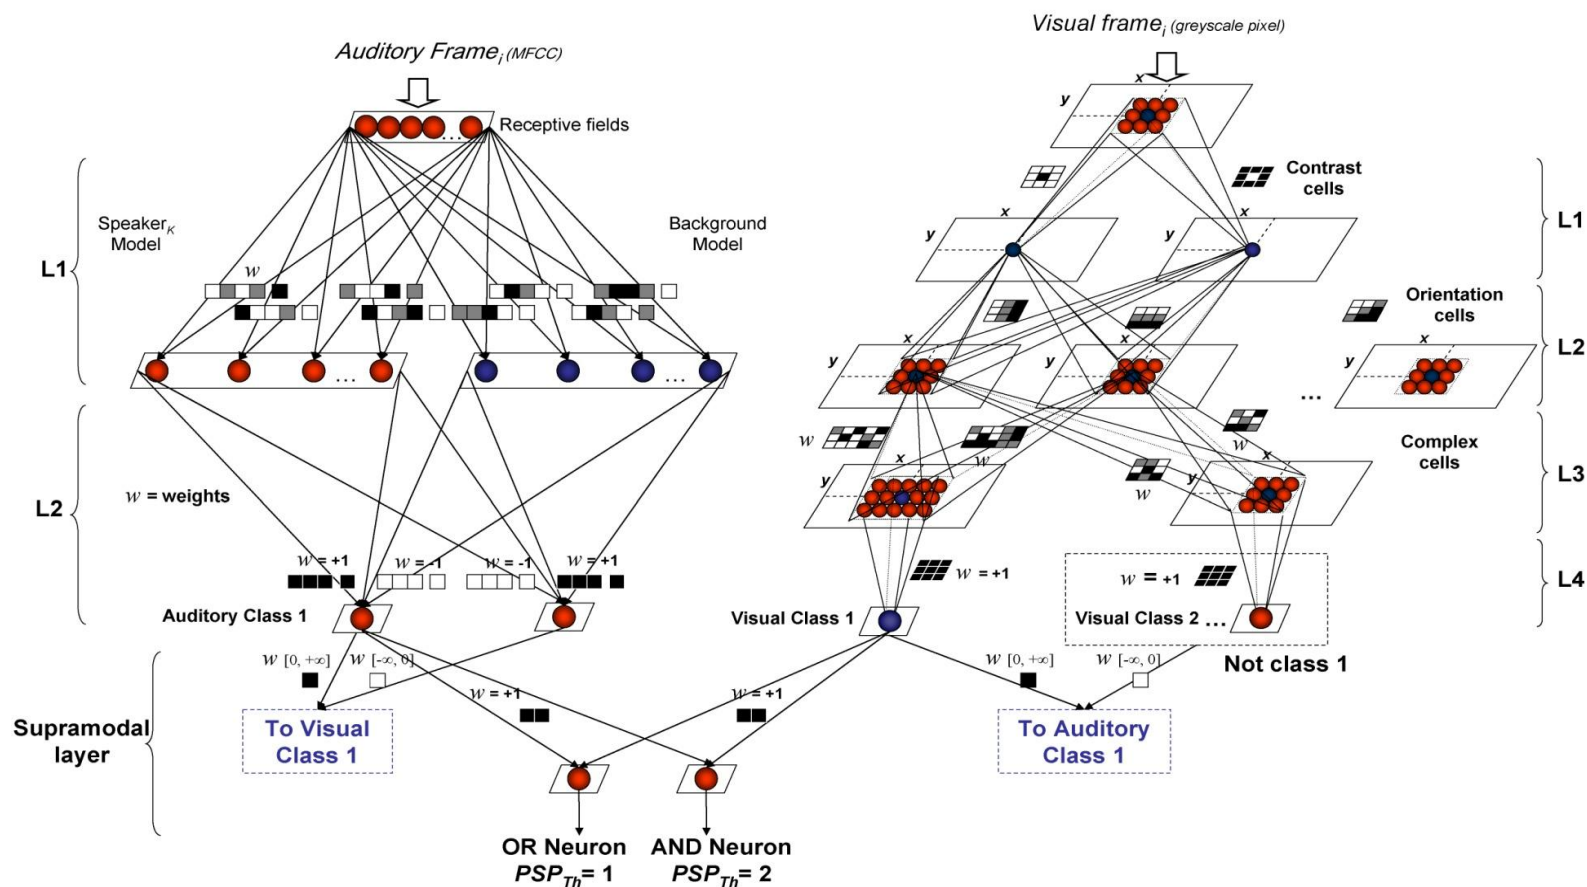 Auditory Frame_i (MFCC)
Receptive fields
Speaker_K
Model
Background
Model
L1
w
w = weights
L2
w = +1
w = -1
w = -1
w = +1
Auditory Class 1
w [0, +∞]
w [-∞, 0]
Supramodal
layer
To Visual
Class 1
w = +1
w = +1
OR Neuron
PSP_Th= 1
AND Neuron
PSP_Th= 2
Visual frame_i (greyscale pixel)
x
y
Contrast
cells
L1
x
y
x
y
Orientation
cells
L2
x
y
x
y
x
y
...
w
w
w
w
Complex
cells
L3
x
y
x
y
w = +1
w = +1
L4
Visual Class 1
Visual Class 2 ...
Not class 1
w [0, +∞]
w [-∞, 0]
To Auditory
Class 1